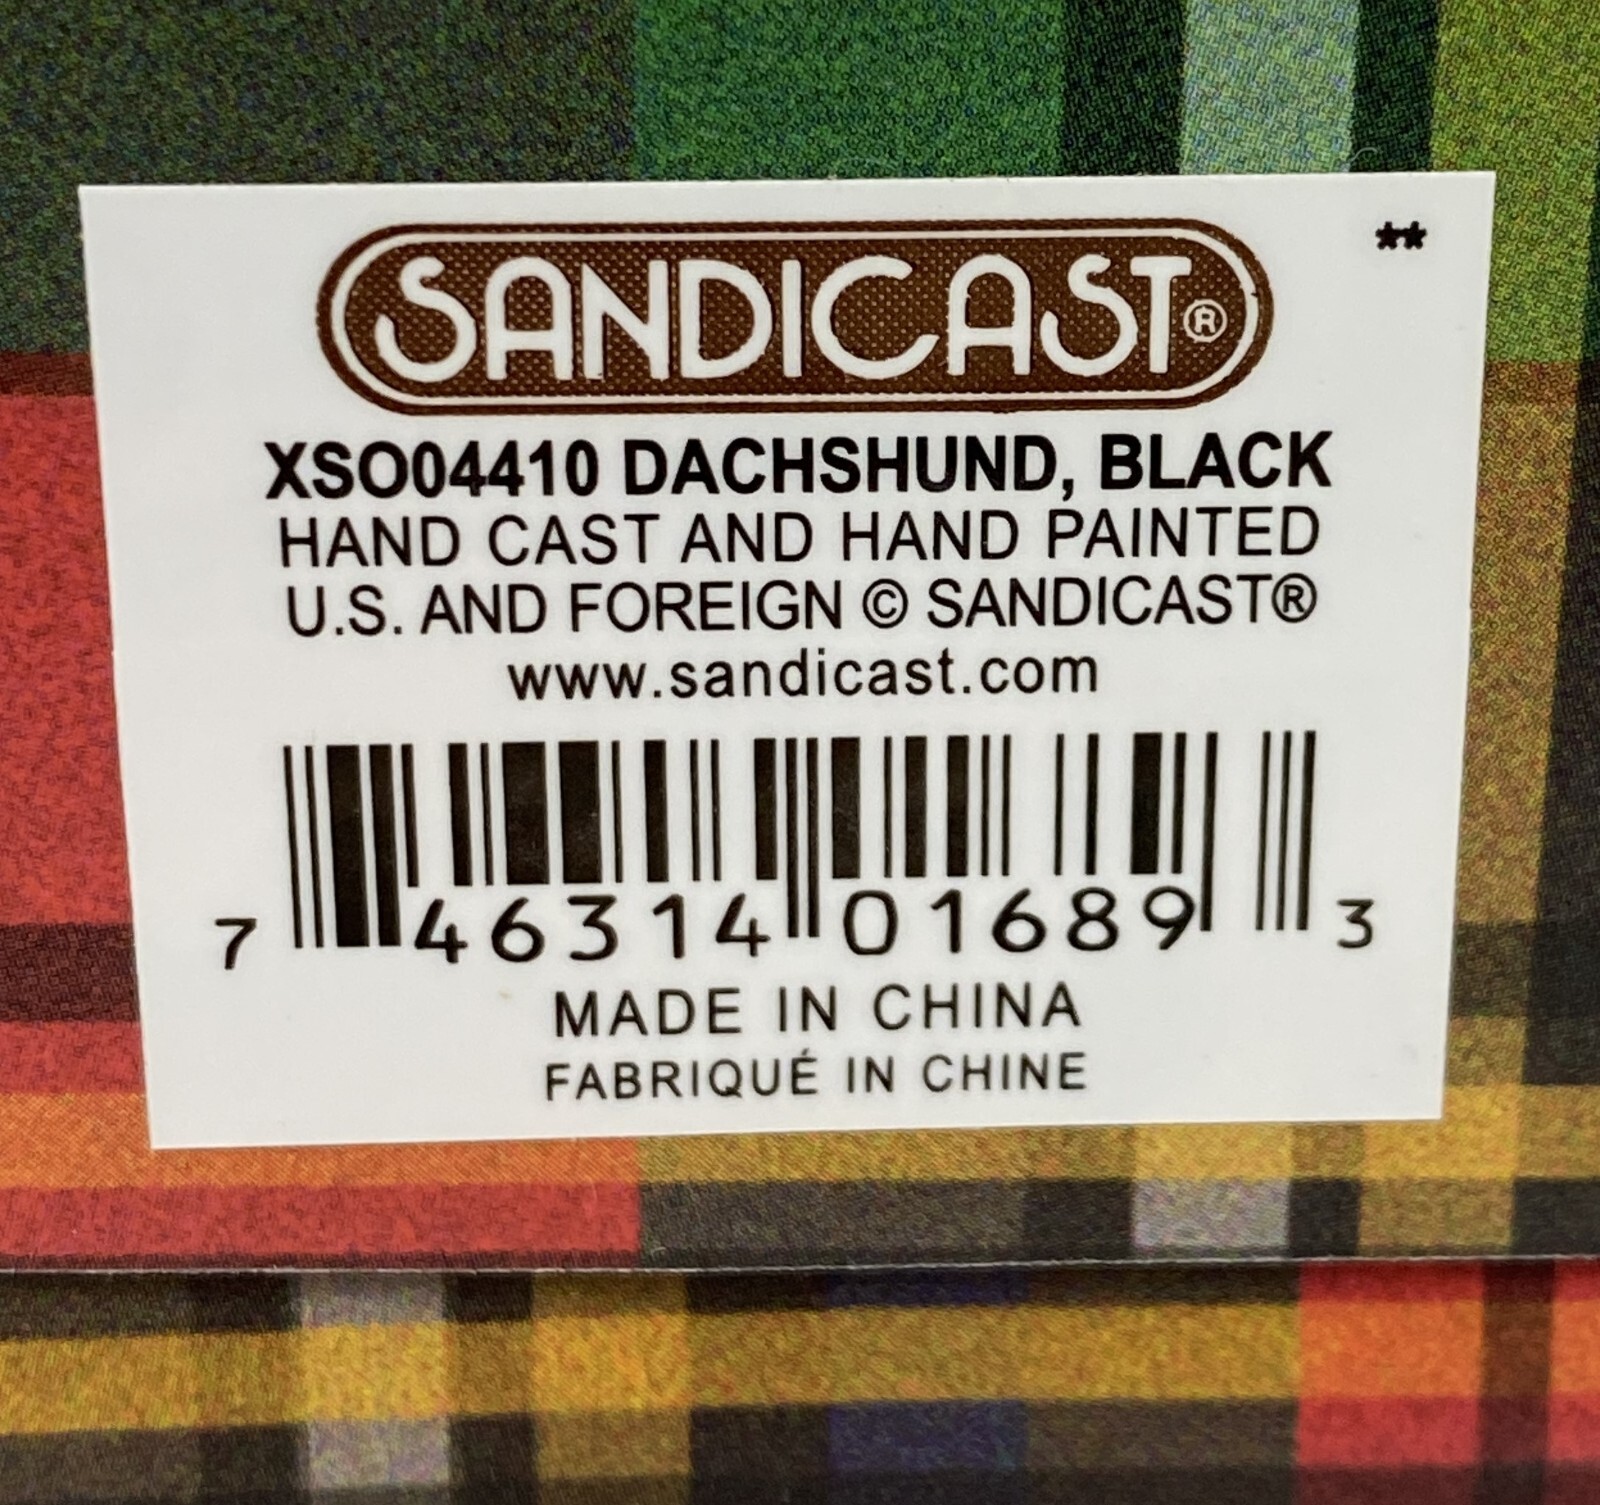 SANDICAST®
**
XSO04410 DACHSHUND, BLACK
HAND CAST AND HAND PAINTED
U.S. AND FOREIGN © SANDICAST®
www.sandicast.com
7 46314 01689 3
MADE IN CHINA
FABRIQUÉ IN CHINE